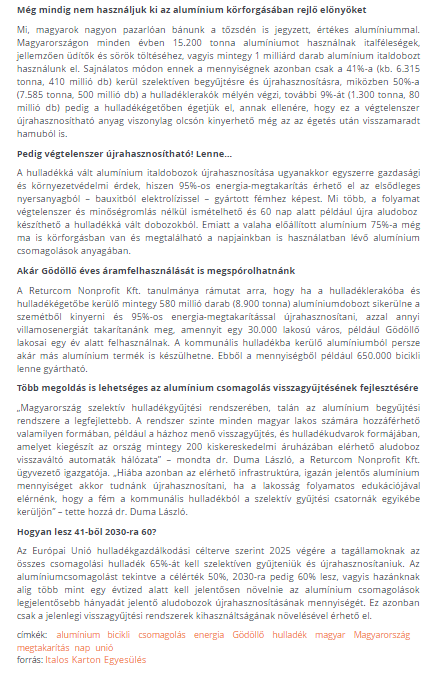 Még mindig nem használjuk ki az alumínium körforgásában rejlő előnyöket
Mi, magyarok nagyon pazarlóan bánunk a tőzsdén is jegyzett, értékes alumíniummal.
Magyarországon minden évben 15.200 tonna alumíniumot használnak italféleségek,
jellemzően üdítők és sörök töltéséhez, vagyis mintegy 1 milliárd darab alumínium italdobozt
használunk el. Sajnálatos módon ennek a mennyiségnek azonban csak a 41%-a (kb. 6.315
tonna, 410 millió db) kerül szelektíven begyűjtésre és újrahasznosításra, miközben 50%-a
(7.585 tonna, 500 millió db) a hulladéklerakók mélyén végzi, további 9%-át (1.300 tonna, 80
millió db) pedig a hulladékégetőben égetjük el, annak ellenére, hogy ez a végtelenszer
újrahasznosítható anyag viszonylag olcsón kinyerhető még az az égetés után visszamaradt
hamuból is.
Pedig végtelenszer újrahasznosítható! Lenne...
A hulladékká vált alumínium italdobozok újrahasznosítása ugyanakkor egyszerre gazdasági
és környezetvédelmi érdek, hiszen 95%-os energia-megtakarítás érhető el az elsődleges
nyersanyagból – bauxitból elektrolízissel – gyártott fémhez képest. Mi több, a folyamat
végtelenszer és minőségromlás nélkül ismételhető és 60 nap alatt például újra aludoboz
készíthető a hulladékká vált dobozokból. Emiatt a valaha előállított alumínium 75%-a még
ma is körforgásban van és megtalálható a napjainkban is használatban lévő alumínium
csomagolások anyagában.
Akár Gödöllő éves áramfelhasználását is megspórolhatnánk
A Returcom Nonprofit Kft. tanulmánya rámutat arra, hogy ha a hulladéklerakóba és
hulladékégetőbe kerülő mintegy 580 millió darab (8.900 tonna) alumíniumdobozt sikerülne a
szemétből kinyerni és 95%-os energia-megtakarítással újrahasznosítani, azzal annyi
villamosenergiát takarítanánk meg, amennyit egy 30.000 lakosú város, például Gödöllő
lakosai egy év alatt felhasználnak. A kommunális hulladékba kerülő alumíniumból persze
akár más alumínium termék is készülhetne. Ebből a mennyiségből például 650.000 bicikli
lenne gyártható.
Több megoldás is lehetséges az alumínium csomagolás visszagyűjtésének fejlesztésére
„Magyarország szelektív hulladékgyűjtési rendszerében, talán az alumínium begyűjtési
rendszere a legfejlettebb. A rendszer szinte minden magyar lakos számára hozzáférhető
valamilyen formában, például a házhoz menő visszagyűjtés, és hulladékudvarok formájában,
amelyet kiegészít az ország mintegy 200 kiskereskedelmi áruházában elérhető aludoboz
visszaváltó automaták hálózata” – mondta dr. Duma László, a Returcom Nonprofit Kft.
ügyvezető igazgatója. „Hiába azonban az elérhető infrastruktúra, igazán jelentős alumínium
mennyiséget akkor tudnánk újrahasznosítani, ha a lakosság folyamatos edukációjával
elérnénk, hogy a fém a kommunális hulladékból a szelektív gyűjtési csatornák egyikébe
kerüljön” – tette hozzá dr. Duma László.
Hogyan lesz 41-ből 2030-ra 60?
Az Európai Unió hulladékgazdálkodási célterve szerint 2025 végére a tagállamoknak az
összes csomagolási hulladék 65%-át kell szelektíven gyűjteniük és újrahasznosítaniuk. Az
alumíniumcsomagolást tekintve a célérték 50%, 2030-ra pedig 60% lesz, vagyis hazánknak
alig több mint egy évtized alatt kell jelentősen növelnie az alumínium csomagolások
legjelentősebb hányadát jelentő aludobozok újrahasznosításának mennyiségét. Ez azonban
csak a jelenlegi visszagyűjtési rendszerek kihasználtságának növelésével érhető el.
címkék: alumínium bicikli csomagolás energia Gödöllő hulladék magyar Magyarország
megtakarítás nap unió
forrás: Italos Karton Egyesülés